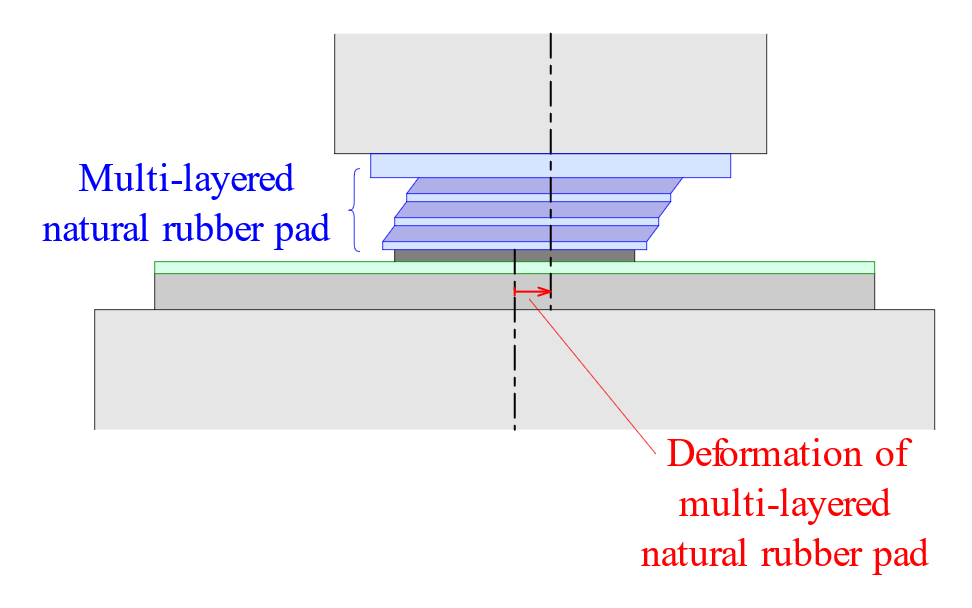 Multi-layered
natural rubber pad
Deformation of
multi-layered
natural rubber pad